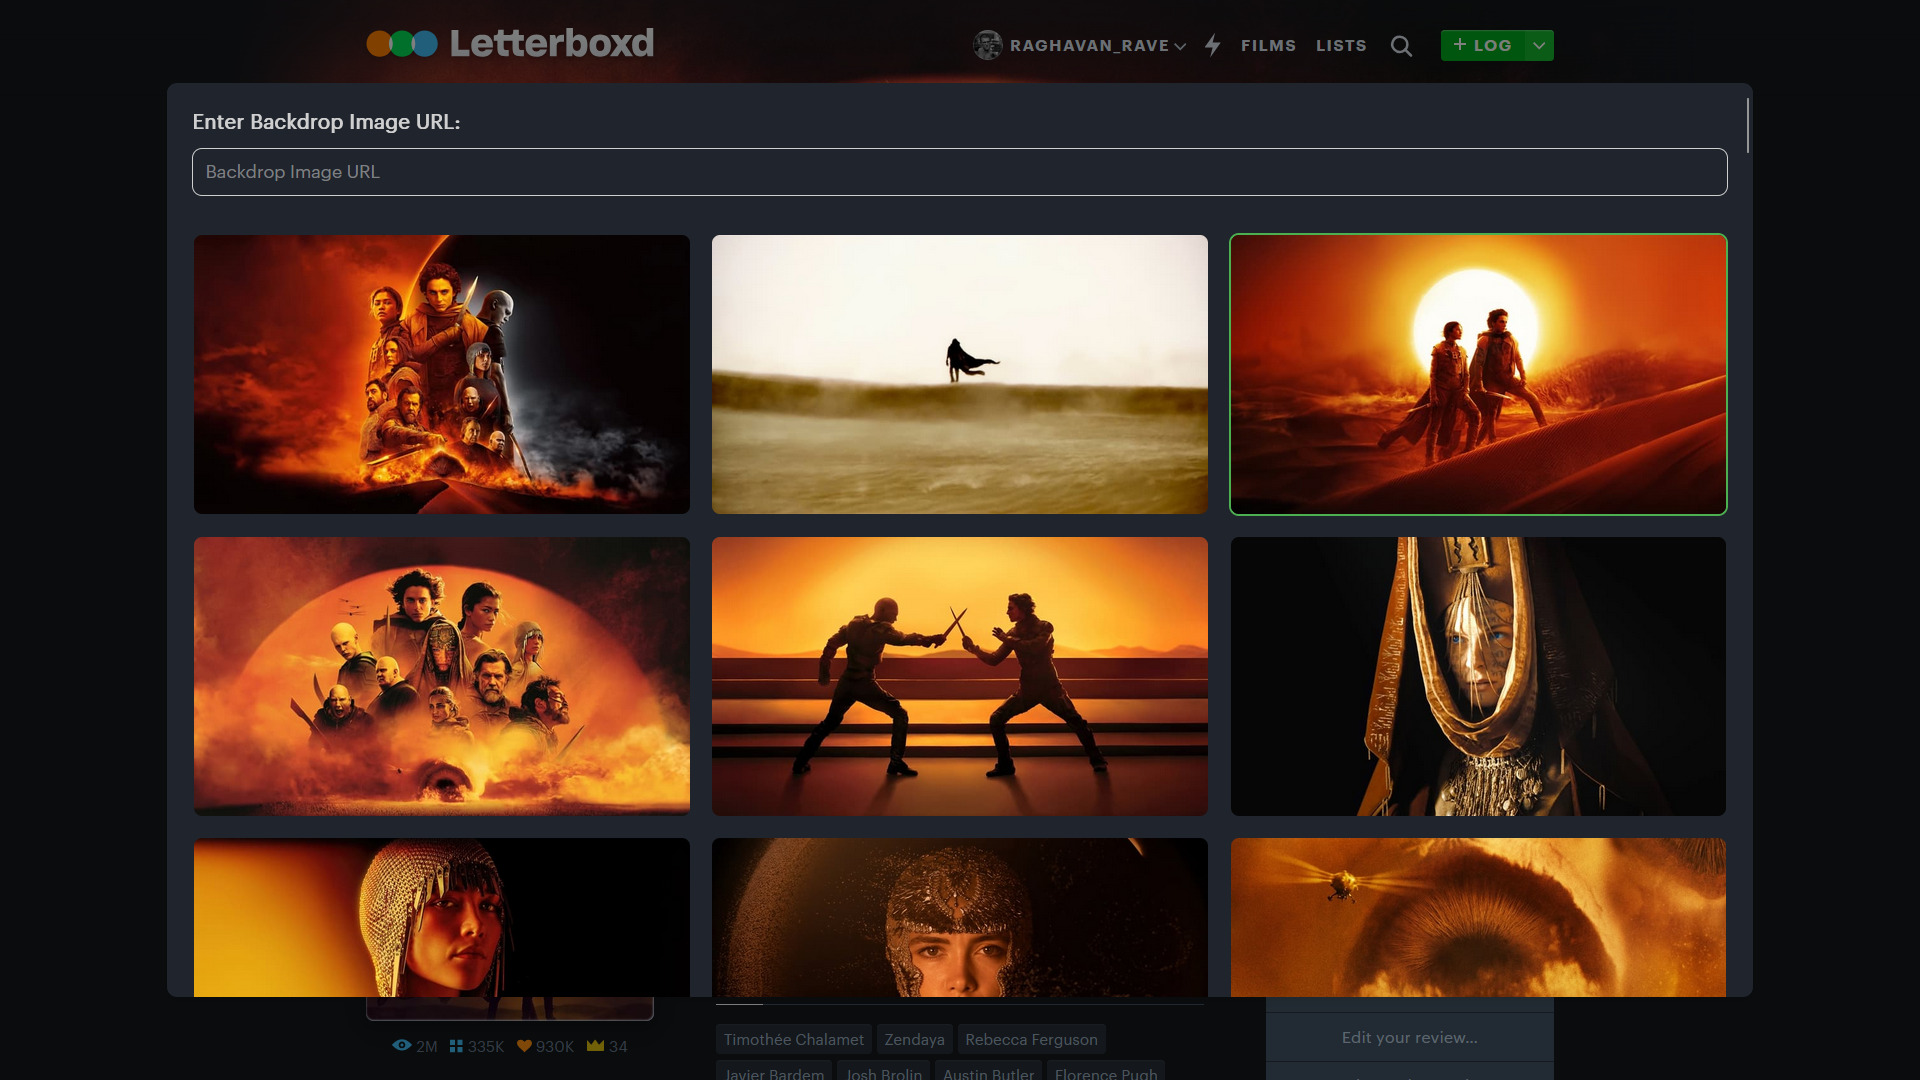 Letterboxd
RAGHAVAN_RAVE
FILMS
LISTS
+ LOG
Enter Backdrop Image URL:
Backdrop Image URL
2M
335K
930K
34
Timothée Chalamet
Zendaya
Rebecca Ferguson
Javier Bardem
Josh Brolin
Austin Butler
Florence Pugh
Edit your review...